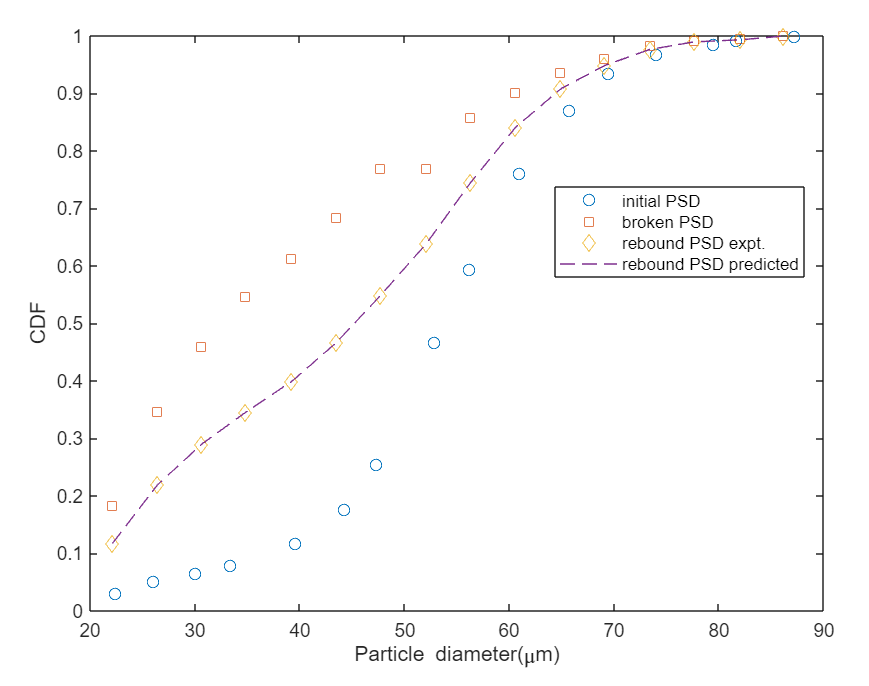 1
0.9
0.8
0.7
0.6
0.5
0.4
0.3
0.2
0.1
0
CDF
initial PSD
broken PSD
rebound PSD expt.
rebound PSD predicted
20 30 40 50 60 70 80 90
Particle diameter(μm)